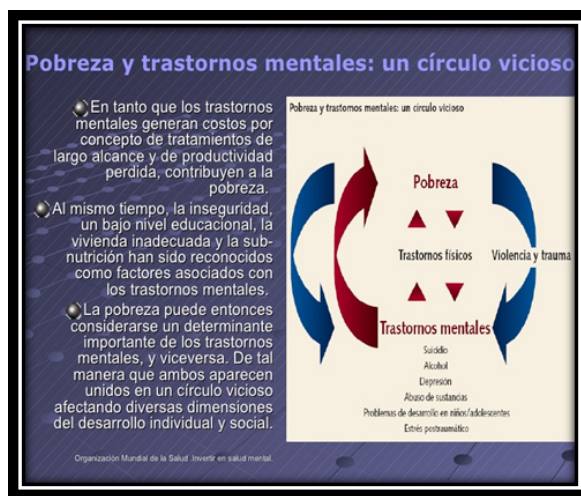 Pobreza y trastornos mentales: un círculo vicioso
En tanto que los trastornos
mentales generan costos por
concepto de tratamientos de
largo alcance y de productividad
perdida, contribuyen a la
pobreza.
Al mismo tiempo, la inseguridad,
un bajo nivel educacional, la
vivienda inadecuada y la sub-
nutrición han sido reconocidos
como factores asociados con
los trastornos mentales.
La pobreza puede entonces
considerarse un determinante
importante de los trastornos
mentales, y viceversa. De tal
manera que ambos aparecen
unidos en un círculo vicioso
afectando diversas dimensiones
del desarrollo individual y social.
Organización Mundial de la Salud .Invertir en salud mental.
Pobreza y trastornos mentales: un círculo vicioso
Pobreza
Trastornos físicos
Violencia y trauma
Trastornos mentales
Suicidio
Alcohol
Depresión
Abuso de sustancias
Problemas de desarrollo en niños/adolescentes
Estrés postraumático